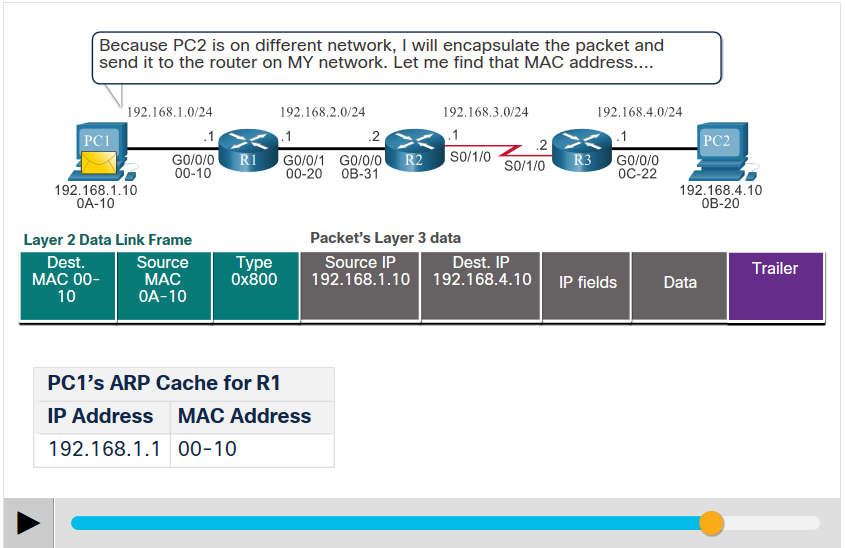 Because PC2 is on different network, I will encapsulate the packet and
send it to the router on MY network. Let me find that MAC address....
192.168.1.0/24 192.168.2.0/24 192.168.3.0/24 192.168.4.0/24
PC1 .1 R1 .1 .2 R2 .1 .2 R3 .1 PC2
G0/0/0 G0/0/1 G0/0/0 S0/1/0 S0/1/0 G0/0/0
00-10 00-20 0B-31 0C-22
192.168.1.10 192.168.4.10
0A-10 0B-20
Layer 2 Data Link Frame Packet's Layer 3 data
Dest. Source Type Source IP Dest. IP Trailer
MAC 00- MAC 0x800 192.168.1.10 192.168.4.10 IP fields Data
10 0A-10
PC1's ARP Cache for R1
IP Address MAC Address
192.168.1.1 00-10